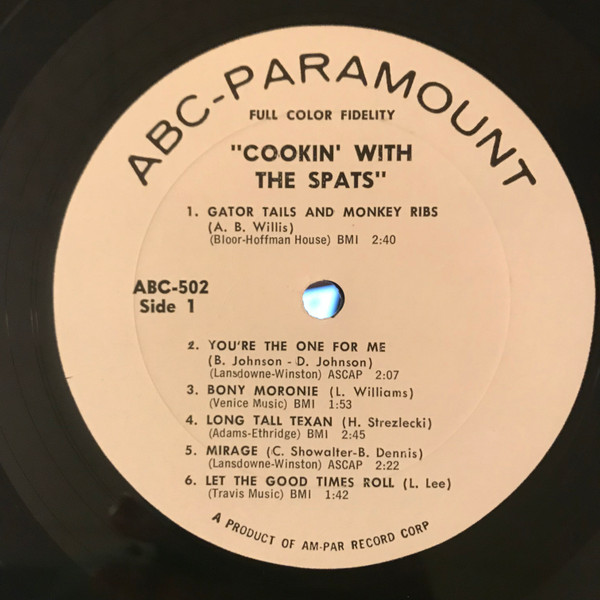 ABC-PARAMOUNT
FULL COLOR FIDELITY
"COOKIN' WITH
THE SPATS"
1. GATOR TAILS AND MONKEY RIBS
(A. B. Willis)
(Bloor-Hoffman House) BMI 2:40
ABC-502
Side 1
2. YOU'RE THE ONE FOR ME
(B. Johnson - D. Johnson)
(Lansdowne-Winston) ASCAP 2:07
3. BONY MORONIE (L. Williams)
(Venice Music) BMI 1:53
4. LONG TALL TEXAN (H. Strezlecki)
(Adams-Ethridge) BMI 2:45
5. MIRAGE (C. Showalter-B. Dennis)
(Lansdowne-Winston) ASCAP 2:22
6. LET THE GOOD TIMES ROLL (L. Lee)
(Travis Music) BMI 1:42
A PRODUCT OF AM-PAR RECORD CORP